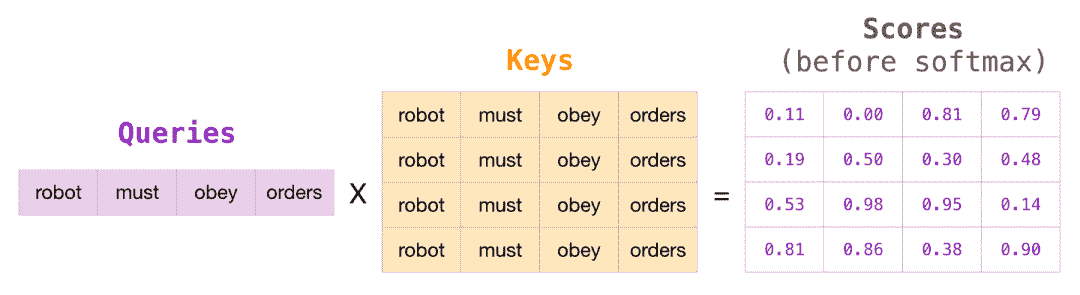 Scores
(before softmax)
Keys
Queries
robot must obey orders
X
robot must obey orders
robot must obey orders
robot must obey orders
robot must obey orders
=
0.11 0.00 0.81 0.79
0.19 0.50 0.30 0.48
0.53 0.98 0.95 0.14
0.81 0.86 0.38 0.90